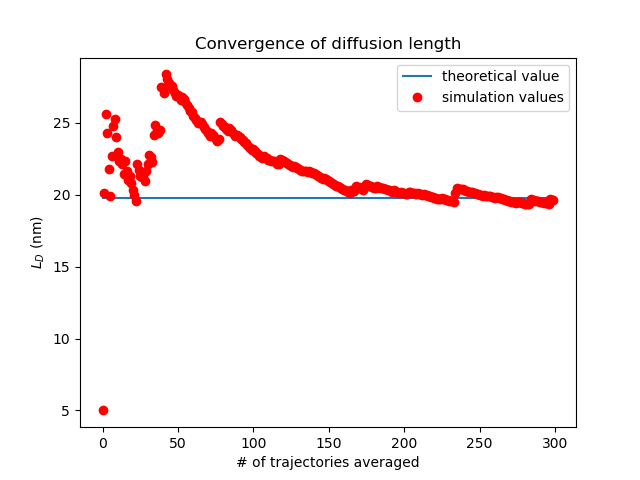 Convergence of diffusion length
theoretical value
simulation values
25
20
15
10
5
L_D (nm)
0 50 100 150 200 250 300
# of trajectories averaged